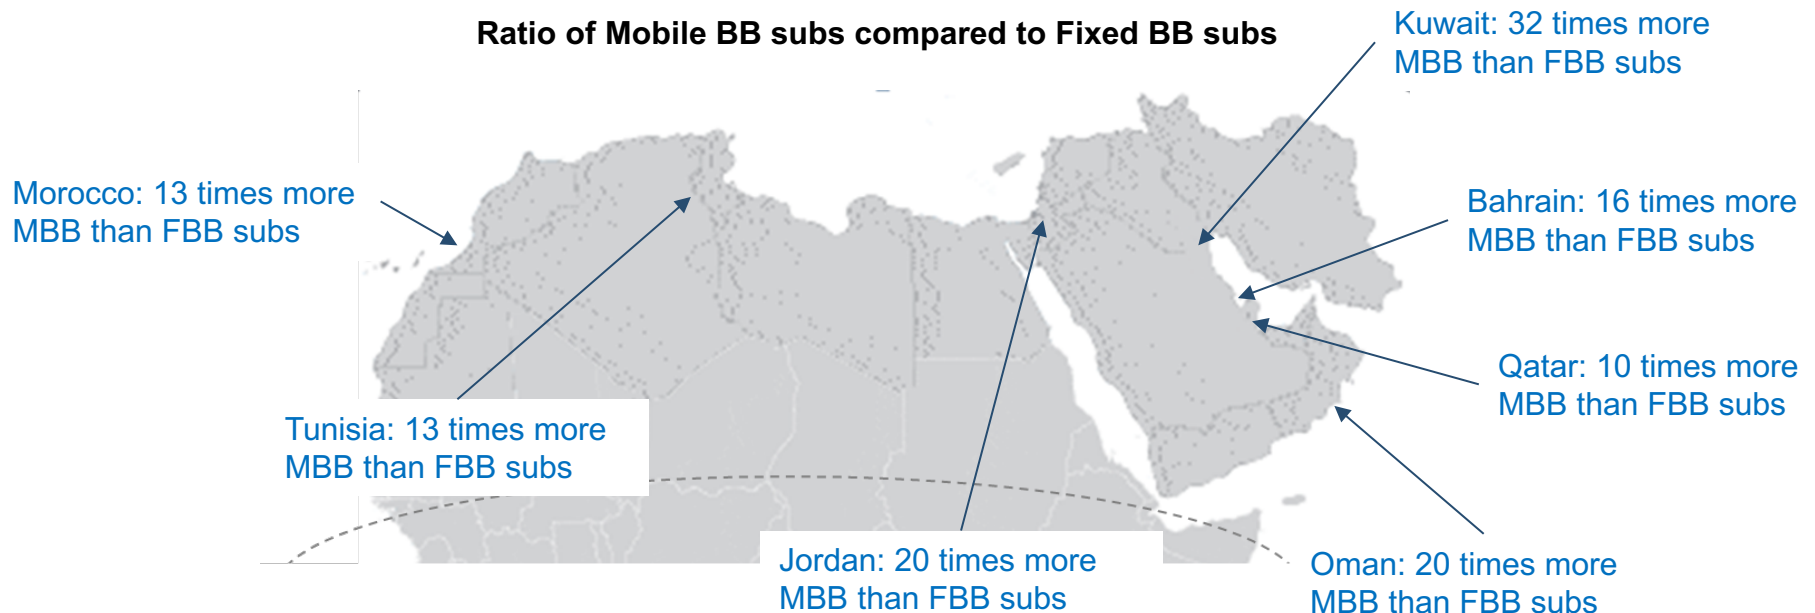 Ratio of Mobile BB subs compared to Fixed BB subs
Kuwait: 32 times more
MBB than FBB subs
Morocco: 13 times more
MBB than FBB subs
Bahrain: 16 times more
MBB than FBB subs
Qatar: 10 times more
MBB than FBB subs
Tunisia: 13 times more
MBB than FBB subs
Jordan: 20 times more
MBB than FBB subs
Oman: 20 times more
MBB than FBB subs